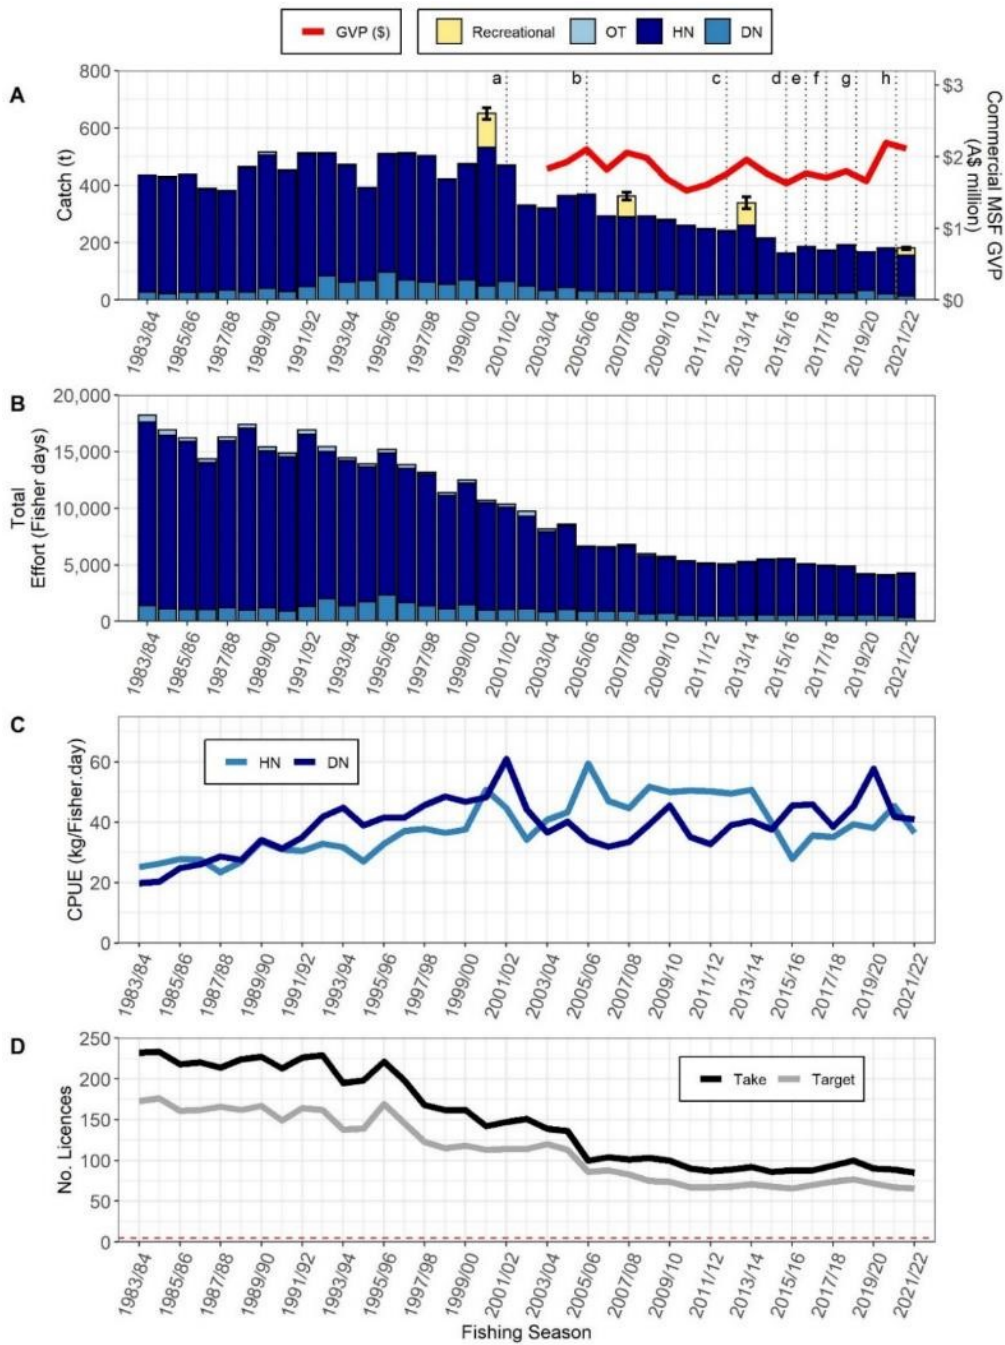 GVP ($) Recreational OT HN DN
A
Catch (t)
800
600
400
200
0
a b c d e f g h
$3
$2
$1
$0
Commercial MSF GVP
(A$ million)
1983/84 1985/86 1987/88 1989/90 1991/92 1993/94 1995/96 1997/98 1999/00 2001/02 2003/04 2005/06 2007/08 2009/10 2011/12 2013/14 2015/16 2017/18 2019/20 2021/22
B
Total
Effort (Fisher days)
20,000
15,000
10,000
5,000
0
1983/84 1985/86 1987/88 1989/90 1991/92 1993/94 1995/96 1997/98 1999/00 2001/02 2003/04 2005/06 2007/08 2009/10 2011/12 2013/14 2015/16 2017/18 2019/20 2021/22
C
CPUE (kg/Fisher.day)
HN DN
60
40
20
0
1983/84 1985/86 1987/88 1989/90 1991/92 1993/94 1995/96 1997/98 1999/00 2001/02 2003/04 2005/06 2007/08 2009/10 2011/12 2013/14 2015/16 2017/18 2019/20 2021/22
D
No. Licences
Take Target
250
200
150
100
50
0
1983/84 1985/86 1987/88 1989/90 1991/92 1993/94 1995/96 1997/98 1999/00 2001/02 2003/04 2005/06 2007/08 2009/10 2011/12 2013/14 2015/16 2017/18 2019/20 2021/22
Fishing Season